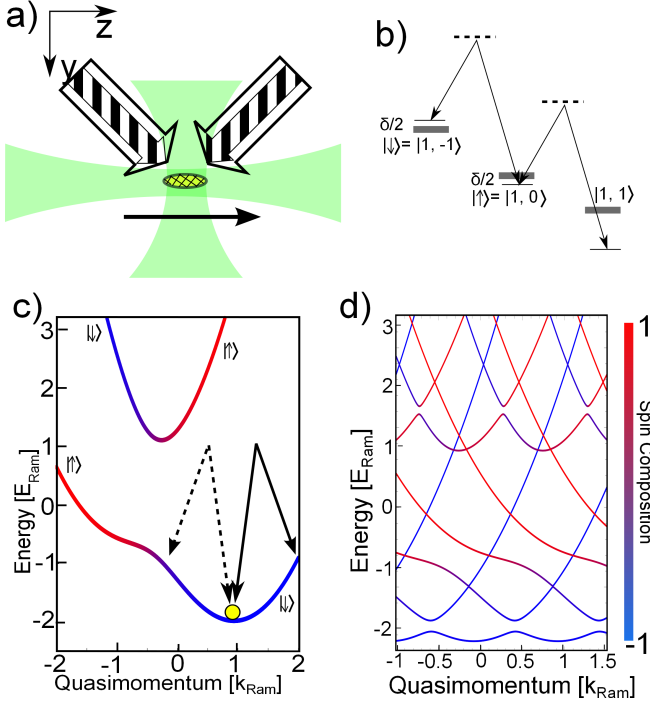 a)
z
y
b)
δ/2
|↓⟩= |1, -1⟩
δ/2
|↑⟩= |1, 0⟩
|1, 1⟩
c)
|↓⟩
|↑⟩
|↑⟩
|↓⟩
3
2
1
0
-1
-2
Energy [E_Ram]
-2
-1
0
1
2
Quasimomentum [k_Ram]
d)
3
2
1
0
-1
-2
Energy [E_Ram]
-1
-0.5
0
0.5
1
1.5
Quasimomentum [k_Ram]
1
Spin Composition
-1